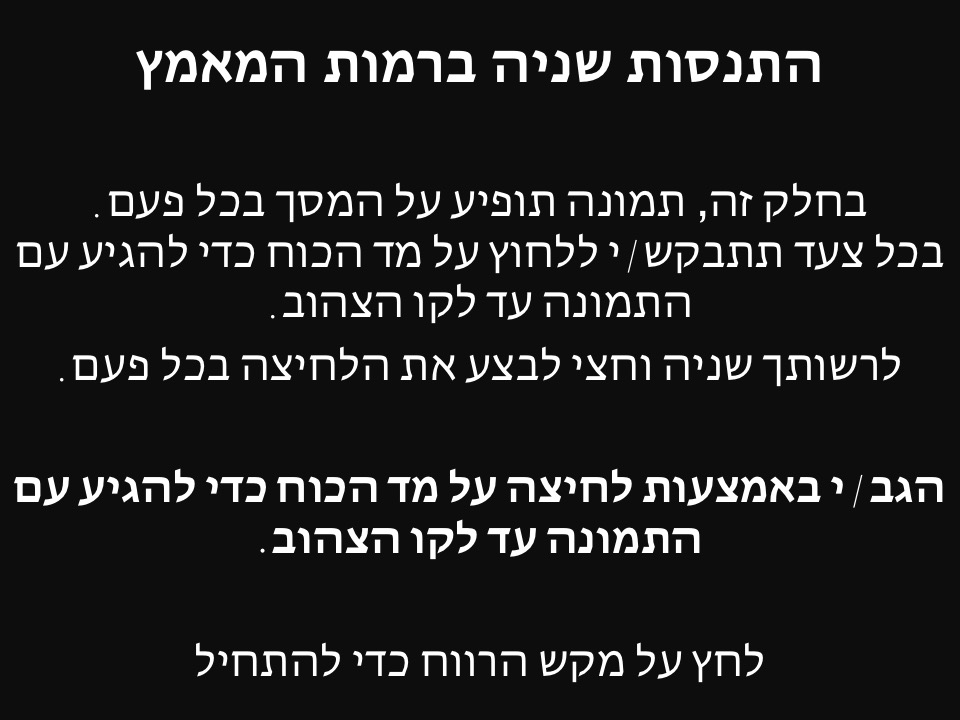 התנסות שניה ברמות המאמץ
בחלק זה, תמונה תופיע על המסך בכל פעם.
בכל צעד תתבקש/י ללחוץ על מד הכוח כדי להגיע עם
התמונה עד לקו הצהוב.
לרשותך שניה וחצי לבצע את הלחיצה בכל פעם.
הגב/י באמצעות לחיצה על מד הכוח כדי להגיע עם
התמונה עד לקו הצהוב.
לחץ על מקש הרווח כדי להתחיל